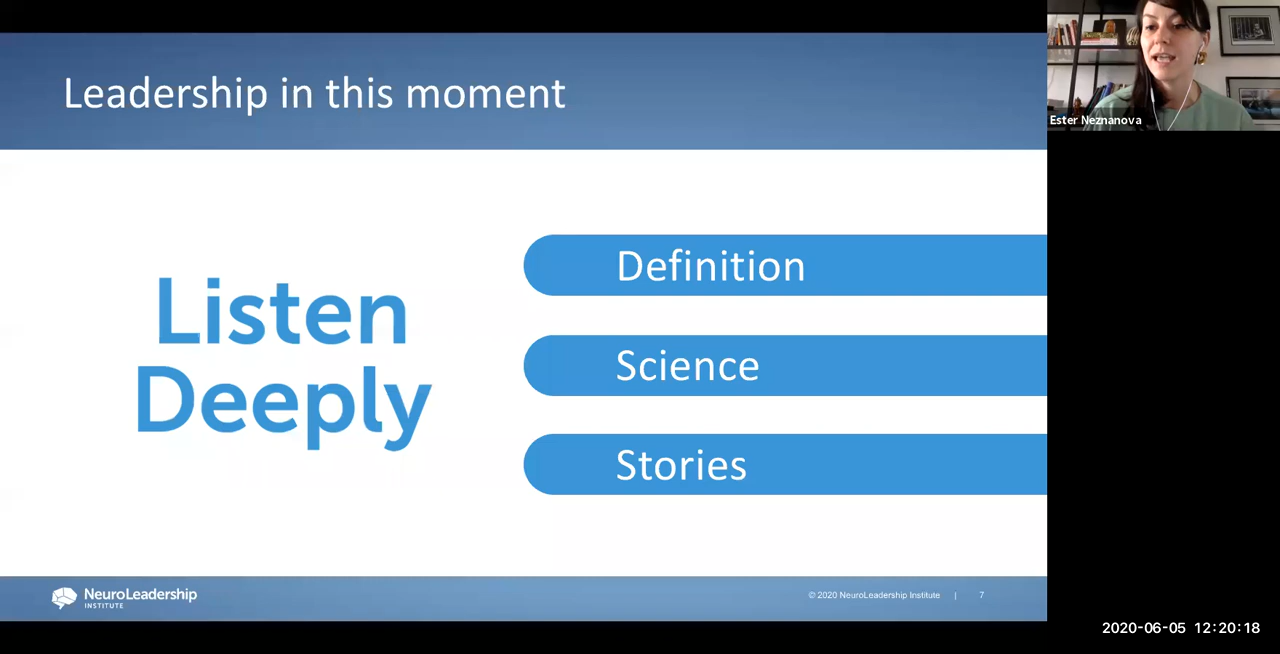 Leadership in this moment
Ester Neznanova
Listen
Deeply
Definition
Science
Stories
NeuroLeadership
INSTITUTE
© 2020 NeuroLeadership Institute | 7
2020-06-05 12:20:18